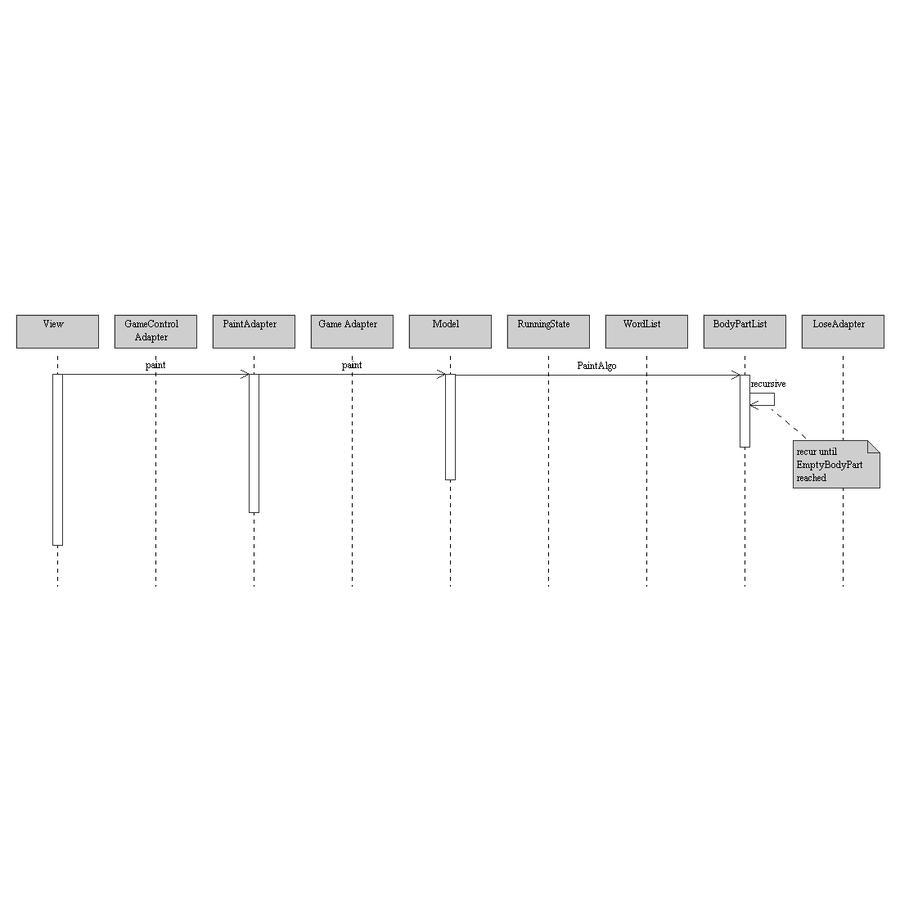 View
GameControl
Adapter
PaintAdapter
Game Adapter
Model
RunningState
WordList
BodyPartList
LoseAdapter
paint
paint
PaintAlgo
recursive
recur until
EmptyBodyPart
reached